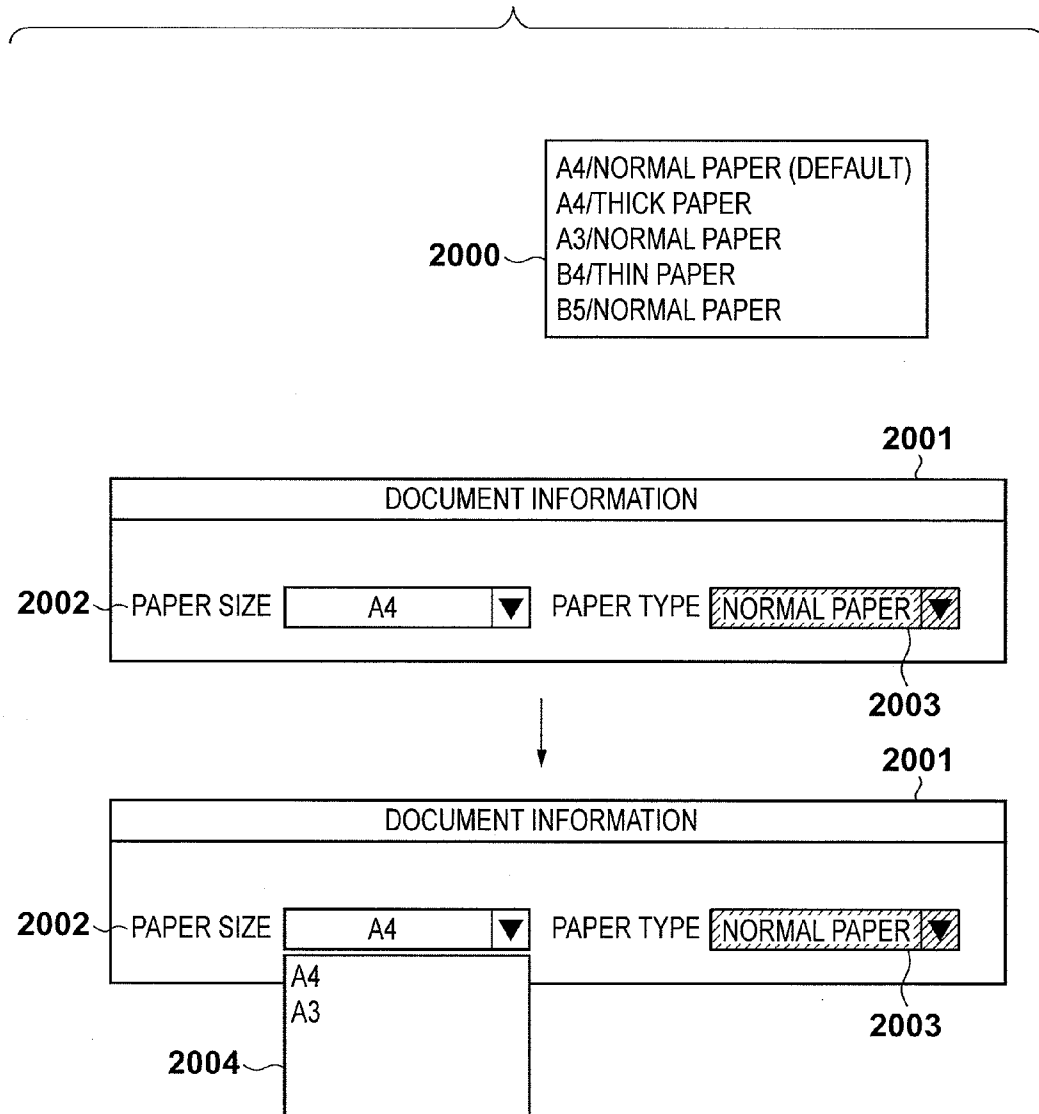 A4/NORMAL PAPER (DEFAULT)
A4/THICK PAPER
A3/NORMAL PAPER
B4/THIN PAPER
B5/NORMAL PAPER
2000
2001
DOCUMENT INFORMATION
2002 PAPER SIZE A4 PAPER TYPE NORMAL PAPER
2003
2001
DOCUMENT INFORMATION
2002 PAPER SIZE A4 PAPER TYPE NORMAL PAPER
A4
A3
2003
2004